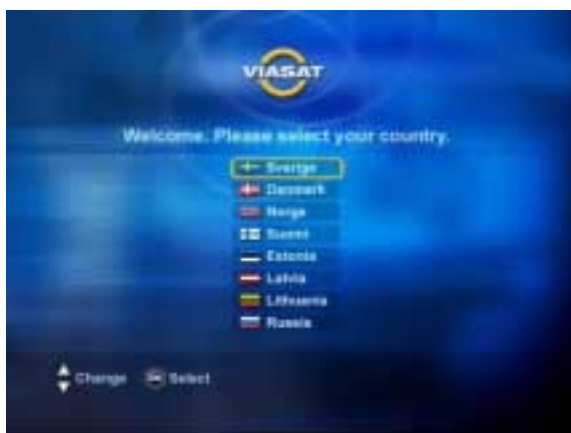 VIASAT
Welcome. Please select your country.
Sverige
Danmark
Norge
Suomi
Estonia
Latvia
Lithuania
Russia
Change Select